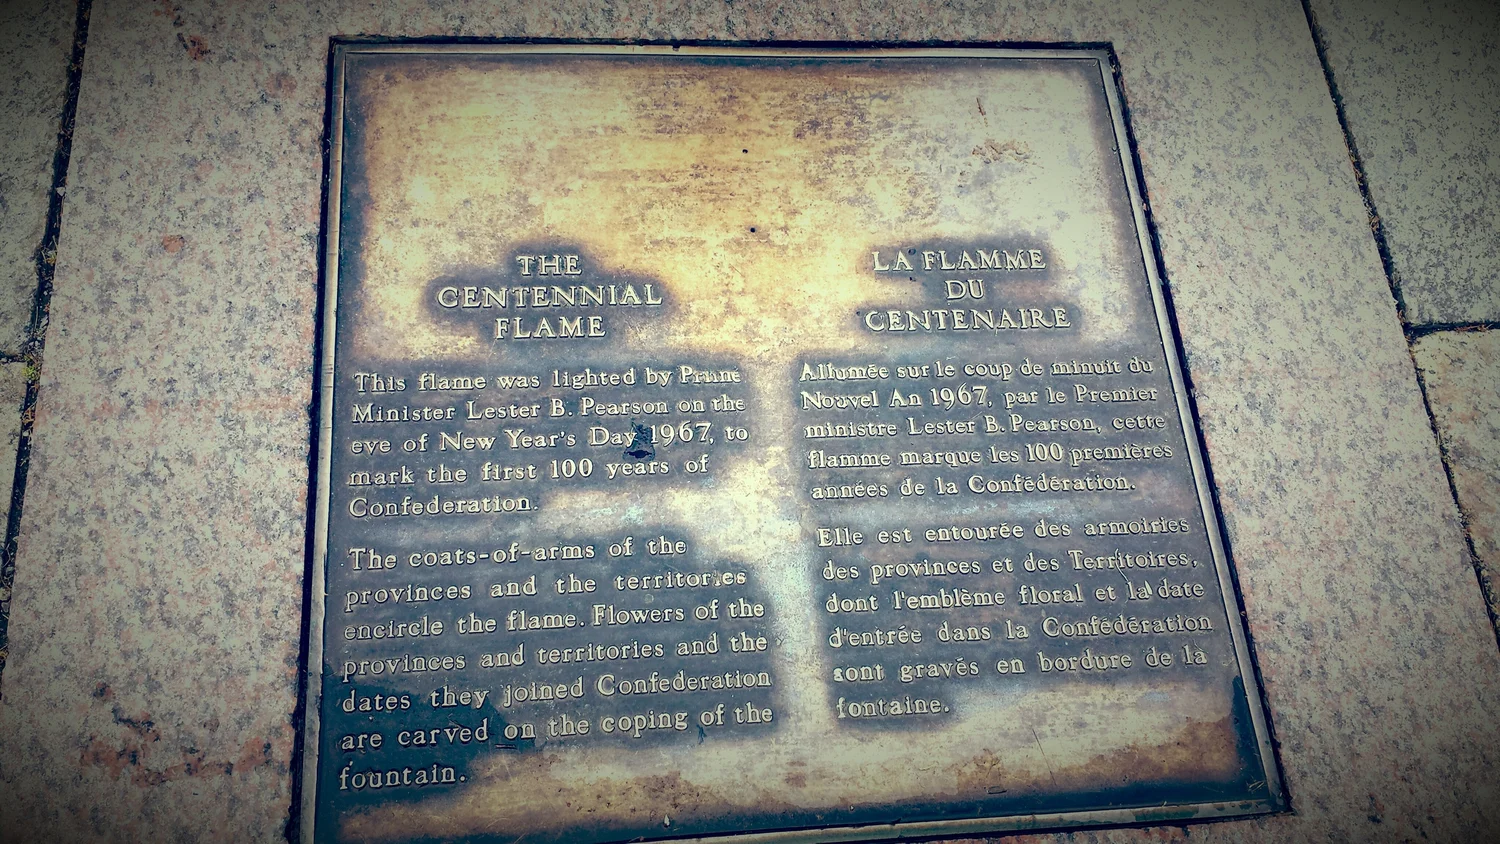 THE
CENTENNIAL
FLAME
This flame was lighted by Prime
Minister Lester B. Pearson on the
eve of New Year's Day 1967, to
mark the first 100 years of
Confederation.
The coats-of-arms of the
provinces and the territories
encircle the flame. Flowers of the
provinces and territories and the
dates they joined Confederation
are carved on the coping of the
fountain.
LA FLAMME
DU
CENTENAIRE
Allumée sur le coup de minuit du
Nouvel An 1967, par le Premier
ministre Lester B. Pearson, cette
flamme marque les 100 premières
années de la Confédération.
Elle est entourée des armoiries
des provinces et des Territoires,
dont l'emblème floral et la date
d'entrée dans la Confédération
sont gravés en bordure de la
fontaine.